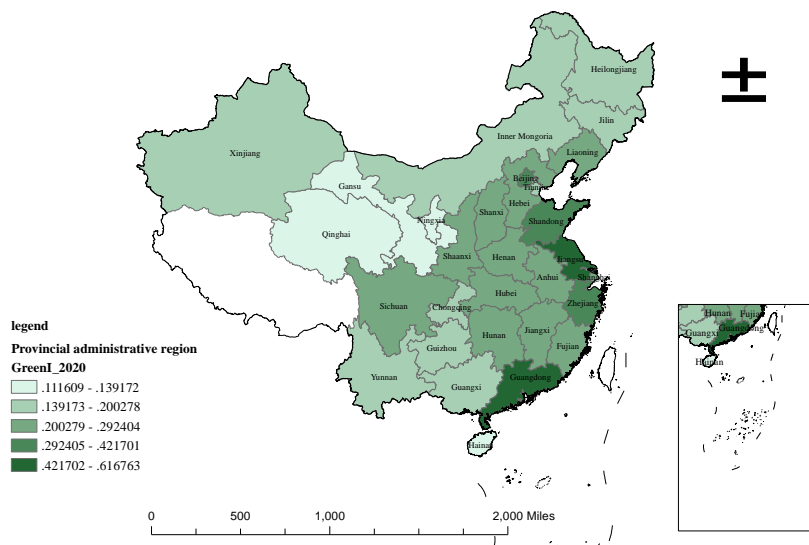 Heilongjiang
Jilin
Inner Mongoria
Liaoning
Xinjiang
Beijing
Tianjin
Gansu
Hebei
Ningxia
Shanxi
Shandong
Qinghai
Shaanxi
Henan
Jiangsu
Anhui
Shanghai
Sichuan
Chongqing
Hubei
Zhejiang
Hunan
Jiangxi
Guizhou
Fujian
Yunnan
Guangxi
Guangdong
Hainan
Hunan
Fujian
Guangxi
Guangdong
Hainan
legend
Provincial administrative region
GreenI_2020
.111609 - .139172
.139173 - .200278
.200279 - .292404
.292405 - .421701
.421702 - .616763
0 500 1,000 2,000 Miles